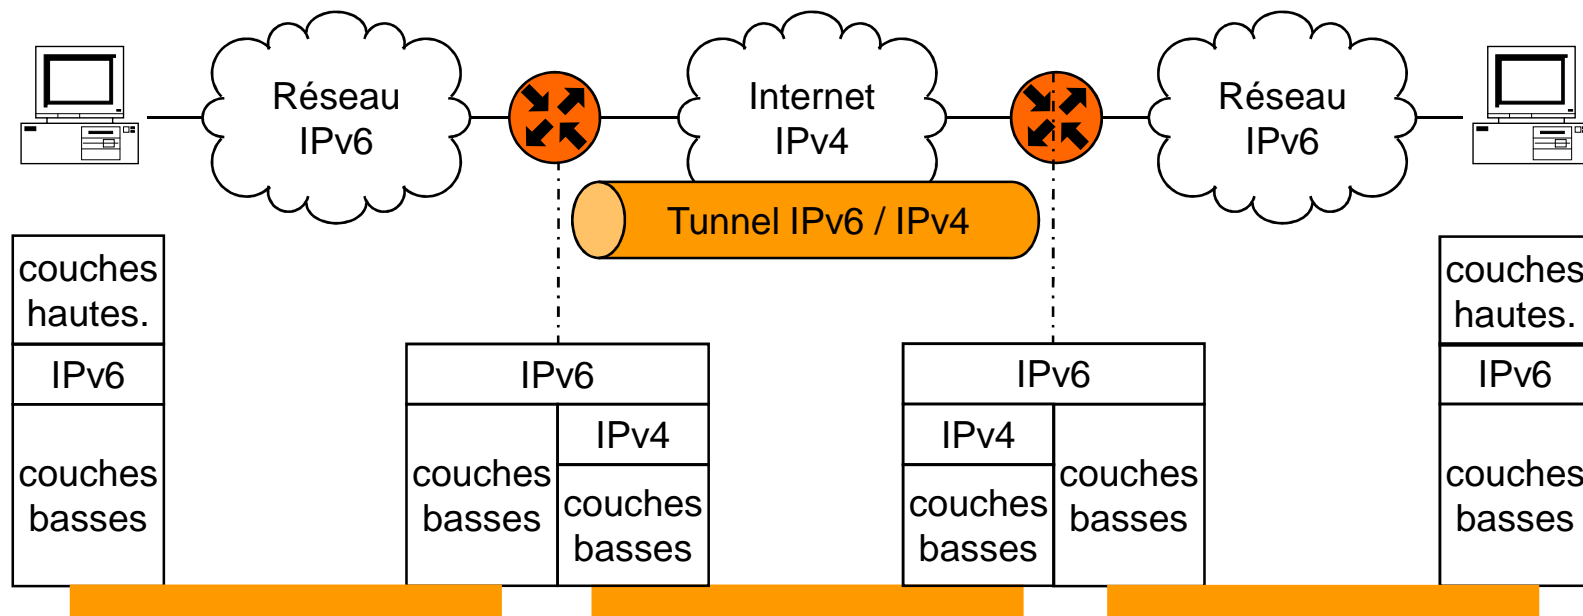 Réseau
IPv6
Internet
IPv4
Réseau
IPv6
Tunnel IPv6 / IPv4
couches
hautes.
IPv6
couches
basses
IPv6
couches
basses
IPv4
couches
basses
IPv6
IPv4
couches
basses
couches
basses
couches
hautes.
IPv6
couches
basses